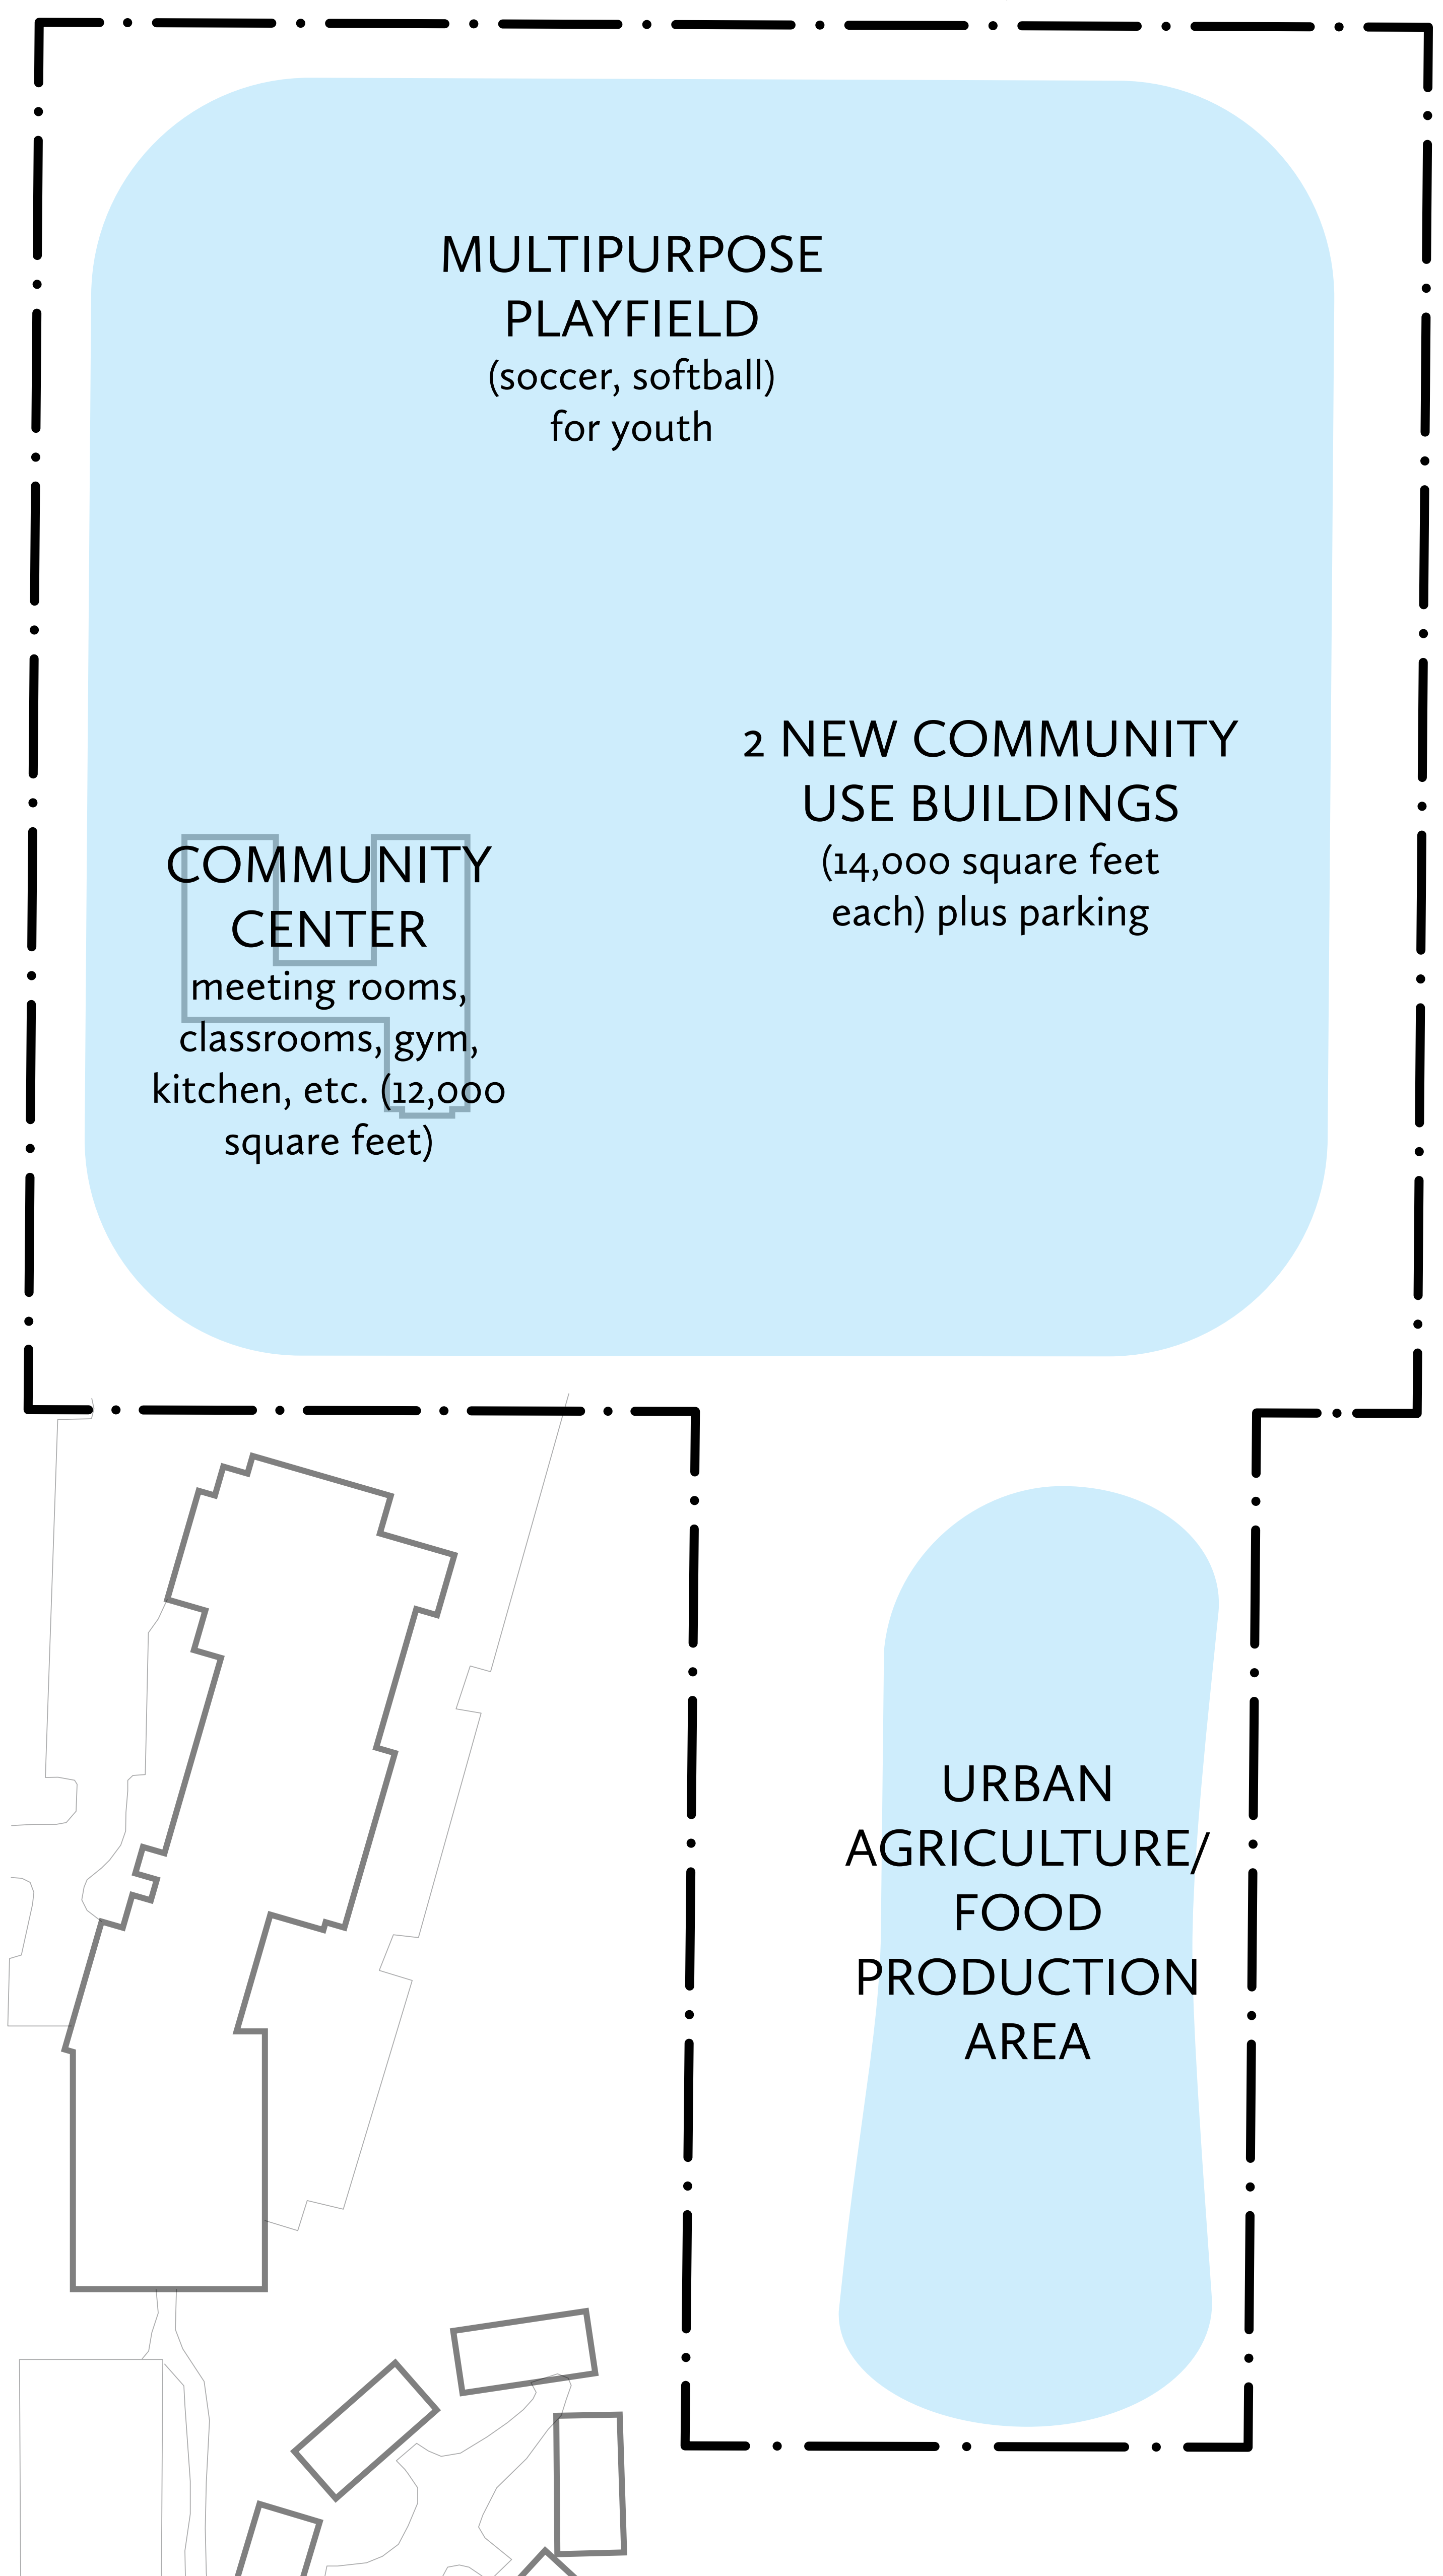 MULTIPURPOSE
PLAYFIELD
(soccer, softball)
for youth
2 NEW COMMUNITY
USE BUILDINGS
(14,000 square feet
each) plus parking
COMMUNITY
CENTER
meeting rooms,
classrooms, gym,
kitchen, etc. (12,000
square feet)
URBAN
AGRICULTURE/
FOOD
PRODUCTION
AREA